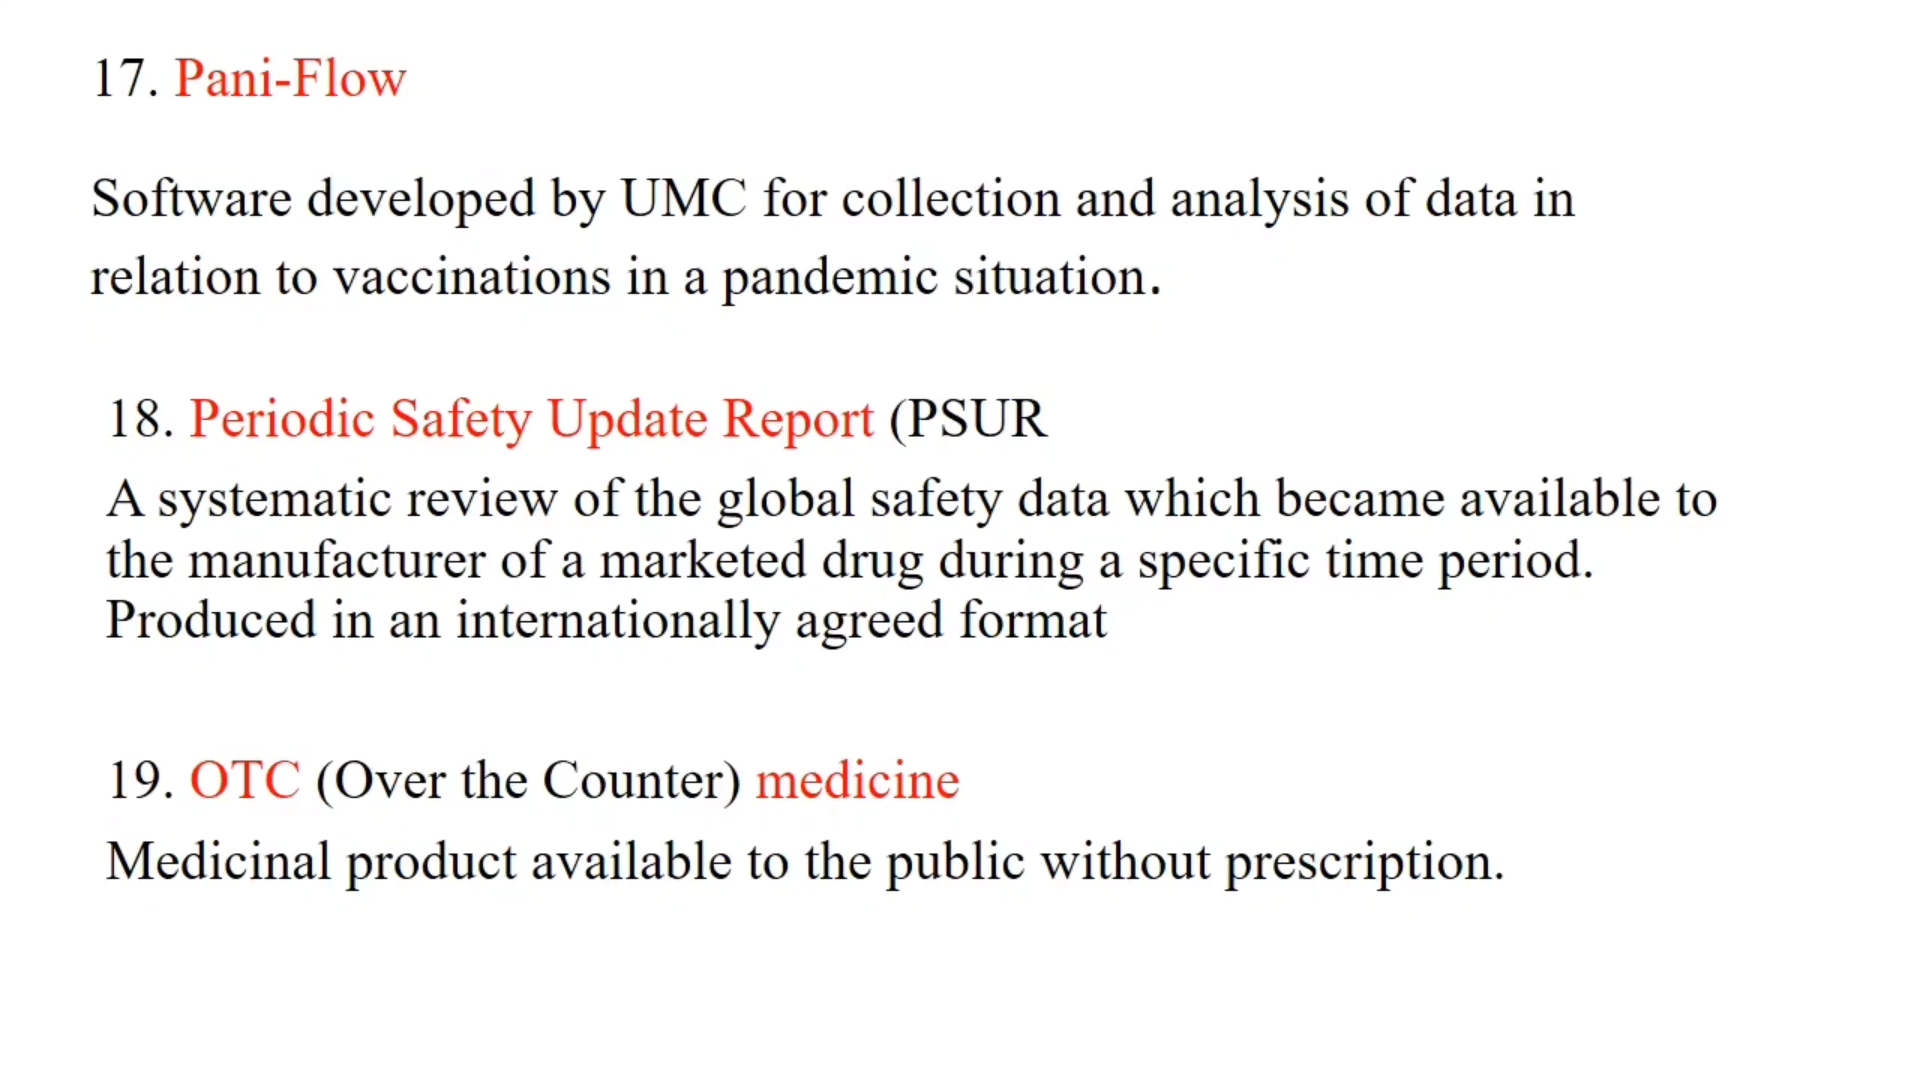 17. Pani-Flow
Software developed by UMC for collection and analysis of data in
relation to vaccinations in a pandemic situation.
18. Periodic Safety Update Report (PSUR
A systematic review of the global safety data which became available to
the manufacturer of a marketed drug during a specific time period.
Produced in an internationally agreed format
19. OTC (Over the Counter) medicine
Medicinal product available to the public without prescription.